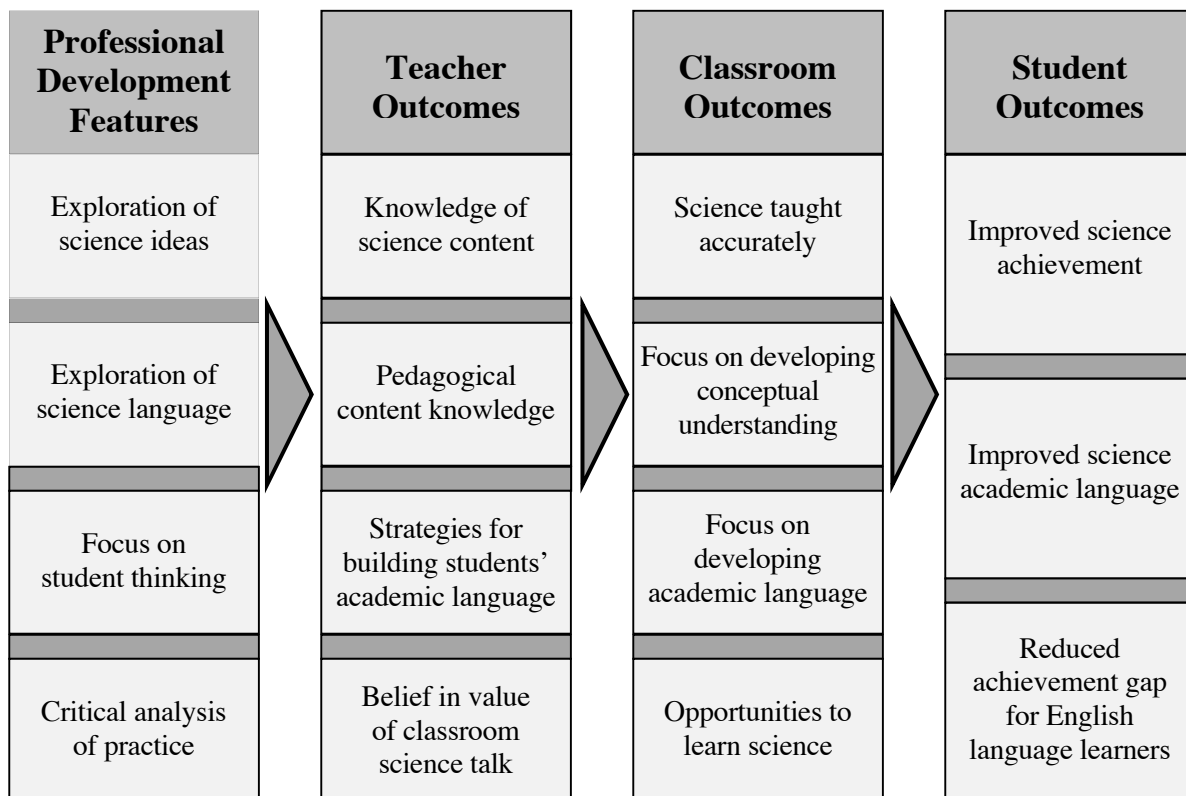 Professional
Development
Features
Exploration of
science ideas
Exploration of
science language
Focus on
student thinking
Critical analysis
of practice
Teacher
Outcomes
Knowledge of
science content
Pedagogical
content knowledge
Strategies for
building students’
academic language
Belief in value
of classroom
science talk
Classroom
Outcomes
Science taught
accurately
Focus on developing
conceptual
understanding
Focus on
developing
academic language
Opportunities to
learn science
Student
Outcomes
Improved science
achievement
Improved science
academic language
Reduced
achievement gap
for English
language learners